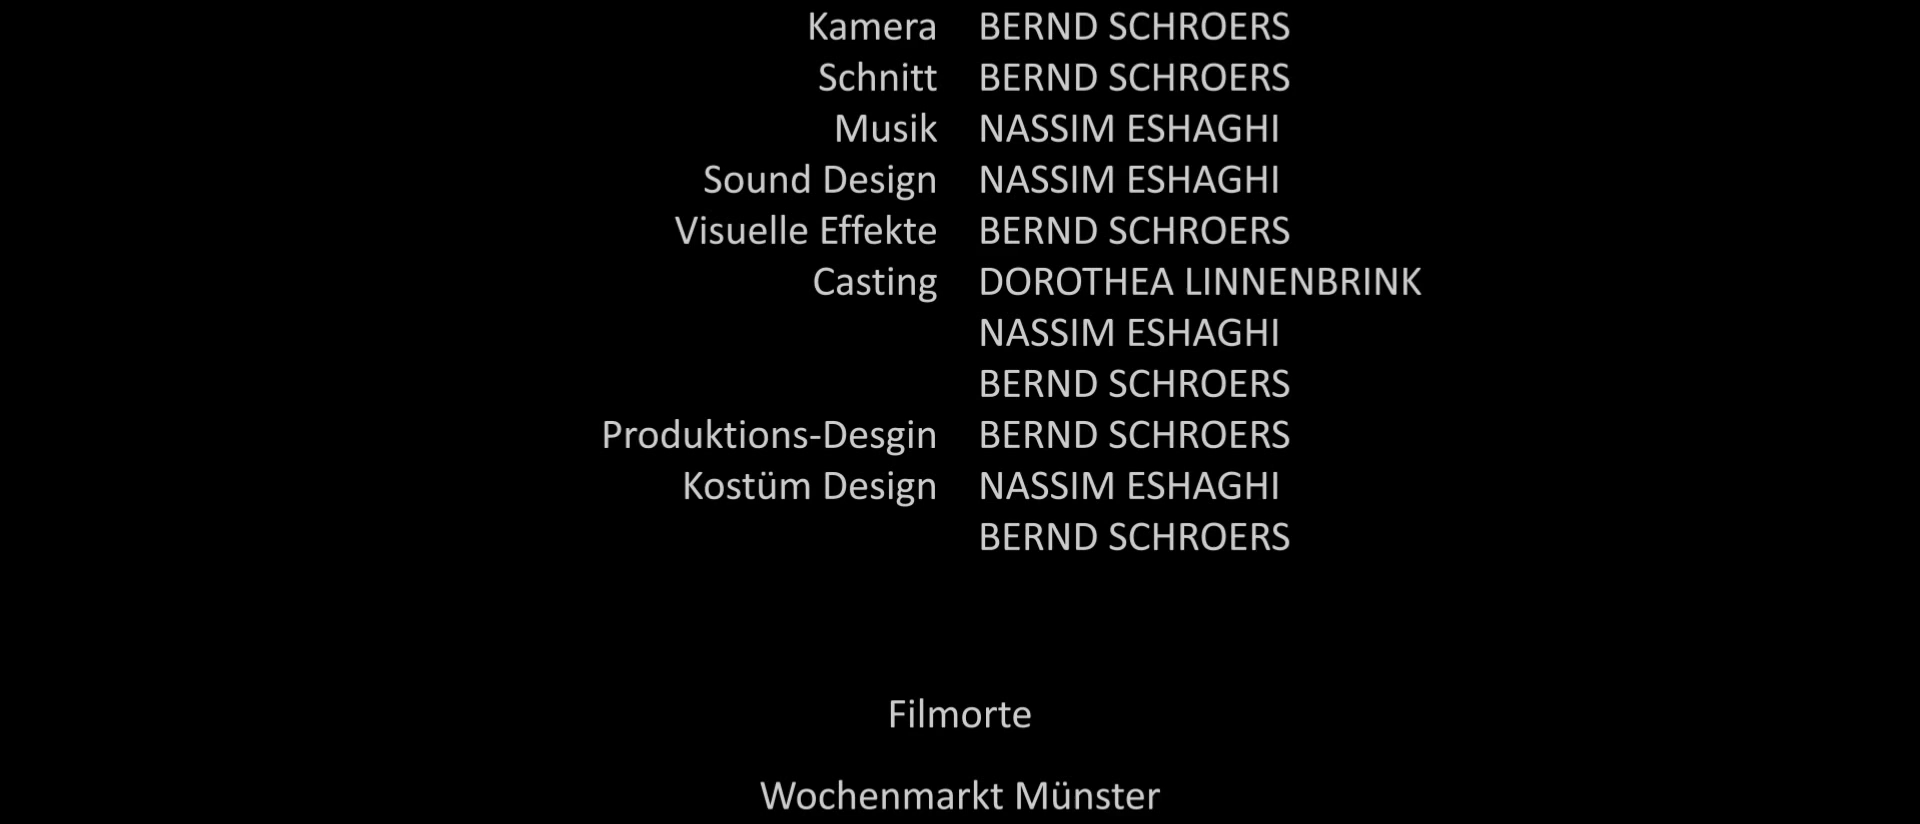 Kamera BERND SCHROERS
Schnitt BERND SCHROERS
Musik NASSIM ESHAGHI
Sound Design NASSIM ESHAGHI
Visuelle Effekte BERND SCHROERS
Casting DOROTHEA LINNENBRINK
NASSIM ESHAGHI
BERND SCHROERS
Produktions-Desgin BERND SCHROERS
Kostüm Design NASSIM ESHAGHI
BERND SCHROERS
Filmorte
Wochenmarkt Münster